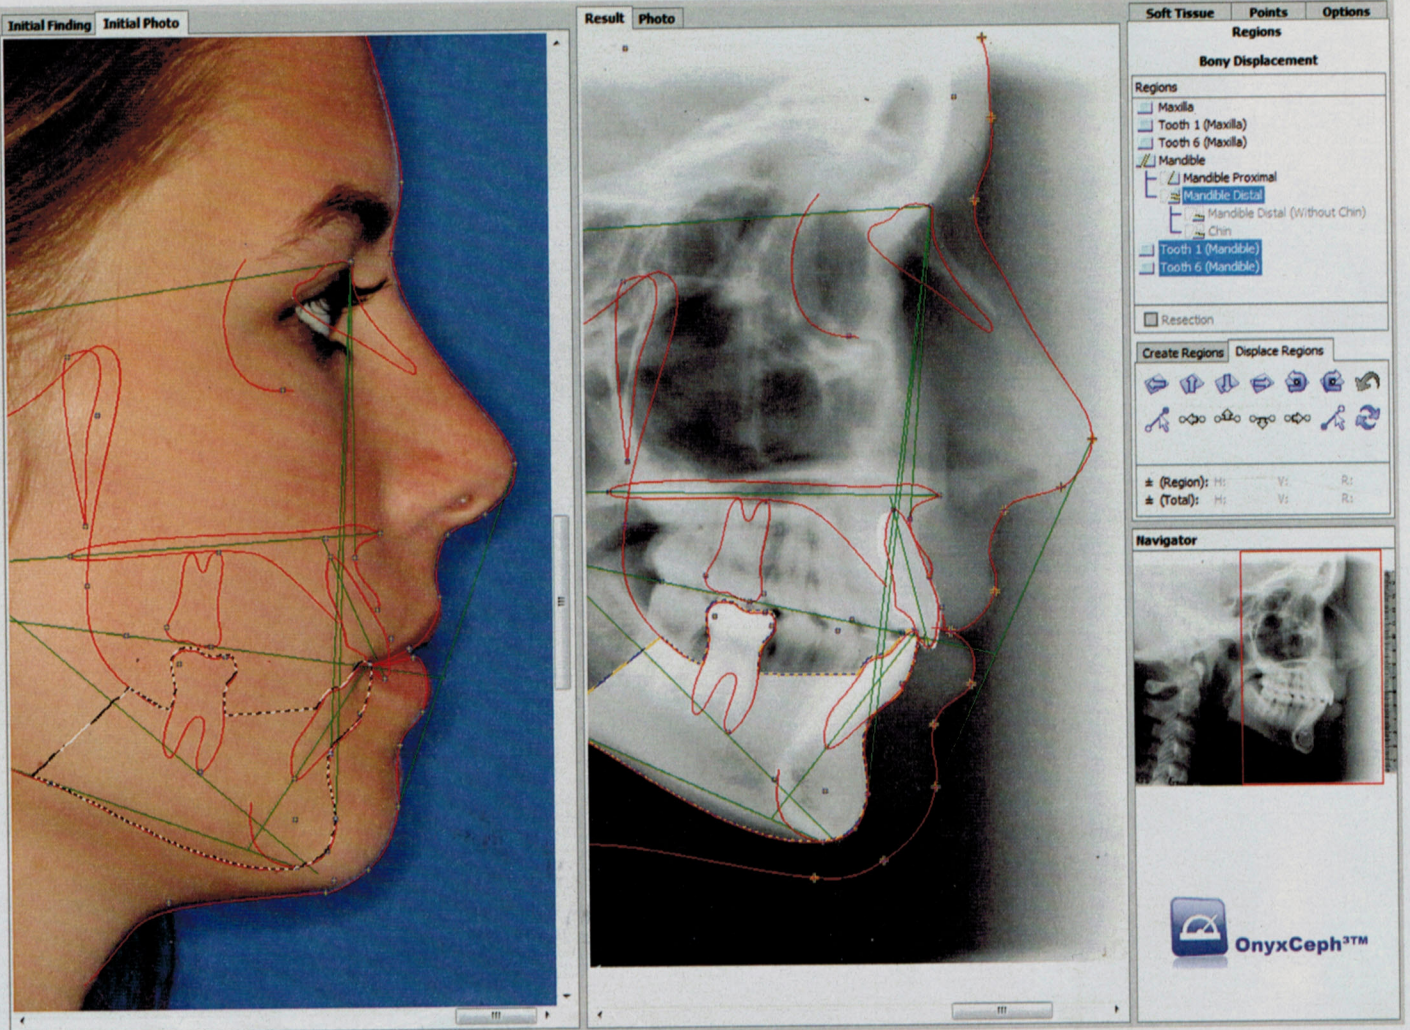 Initial Finding
Initial Photo
Result
Photo
Soft Tissue
Points
Options
Regions
Bony Displacement
Regions
Maxilla
Tooth 1 (Maxilla)
Tooth 6 (Maxilla)
Mandible
Mandible Proximal
Mandible Distal
Mandible Distal (Without Chin)
Chin
Tooth 1 (Mandible)
Tooth 6 (Mandible)
Resection
Create Regions
Displace Regions
± (Region): H: V: R:
± (Total): H: V: R:
Navigator
OnyxCeph³™